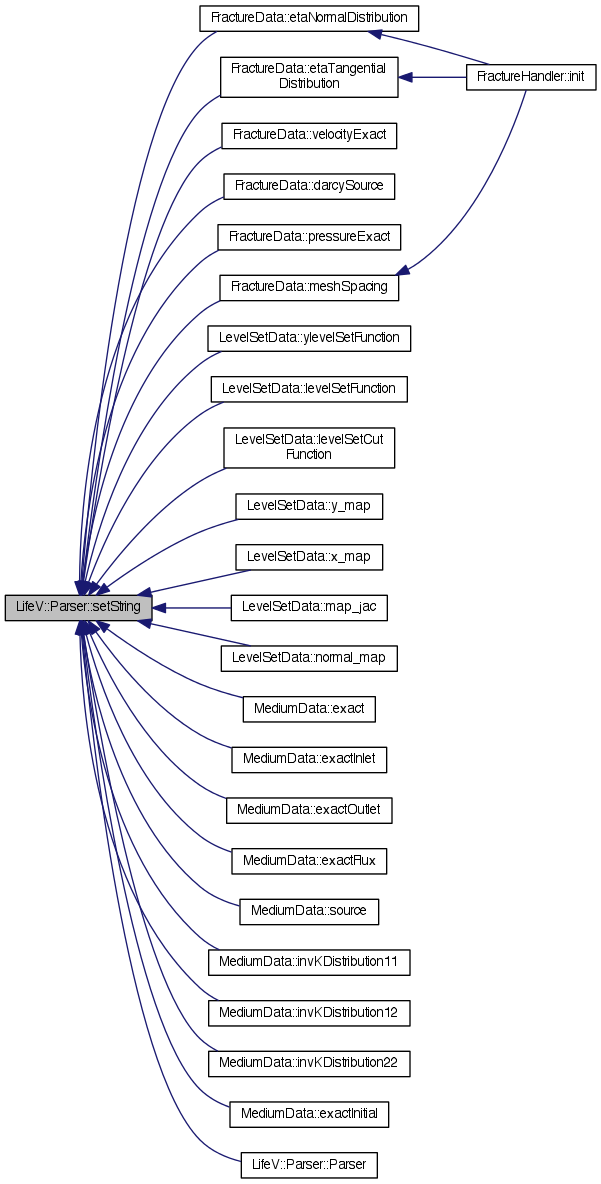 FractureData::etaNormalDistribution
FractureData::etaTangential
Distribution
FractureHandler::init
FractureData::velocityExact
FractureData::darcySource
FractureData::pressureExact
FractureData::meshSpacing
LevelSetData::ylevelSetFunction
LevelSetData::levelSetFunction
LevelSetData::levelSetCut
Function
LevelSetData::y_map
LevelSetData::x_map
LifeV::Parser::setString
LevelSetData::map_jac
LevelSetData::normal_map
MediumData::exact
MediumData::exactInlet
MediumData::exactOutlet
MediumData::exactFlux
MediumData::source
MediumData::invKDistribution11
MediumData::invKDistribution12
MediumData::invKDistribution22
MediumData::exactInitial
LifeV::Parser::Parser